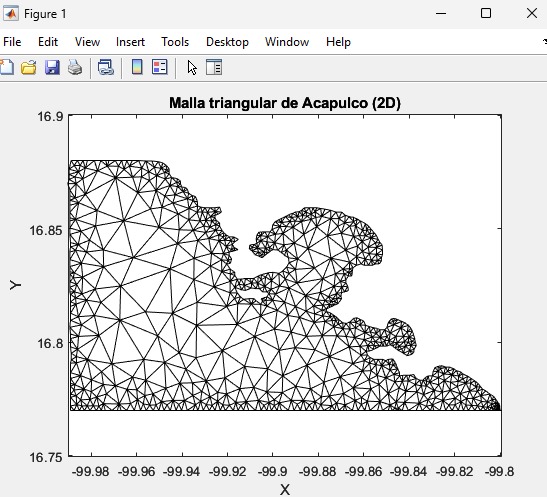 Figure 1
File Edit View Insert Tools Desktop Window Help
Malla triangular de Acapulco (2D)
16.9
16.85
16.8
16.75
Y
-99.98 -99.96 -99.94 -99.92 -99.9 -99.88 -99.86 -99.84 -99.82 -99.8
X